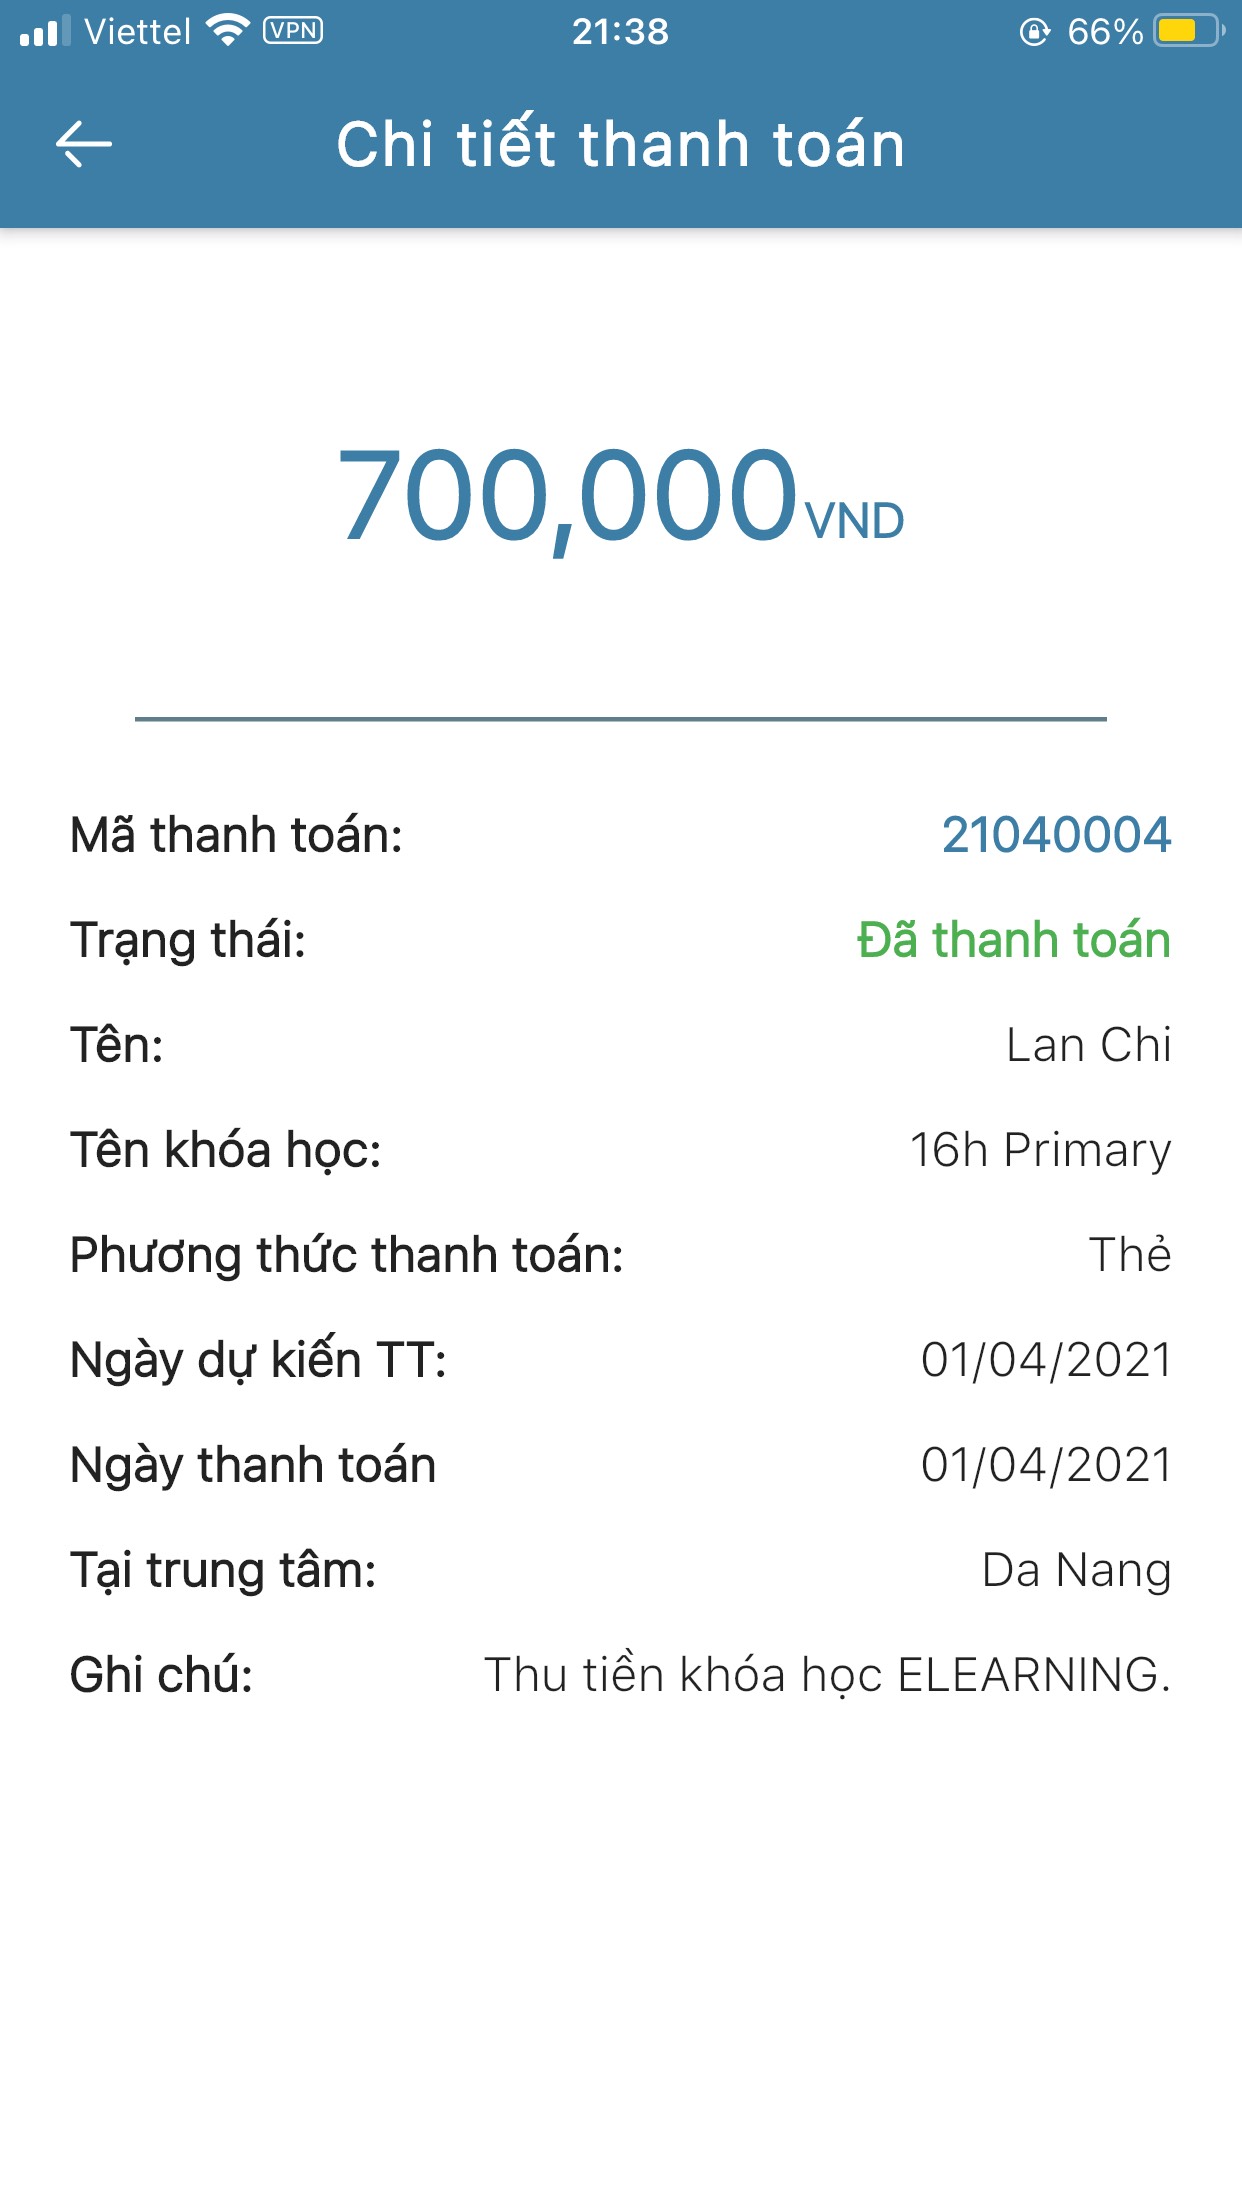 Viettel VPN 21:38 66%
Chi tiết thanh toán
700,000 VND
Mã thanh toán: 21040004
Trạng thái: Đã thanh toán
Tên: Lan Chi
Tên khóa học: 16h Primary
Phương thức thanh toán: Thẻ
Ngày dự kiến TT: 01/04/2021
Ngày thanh toán 01/04/2021
Tại trung tâm: Da Nang
Ghi chú: Thu tiền khóa học ELEARNING.